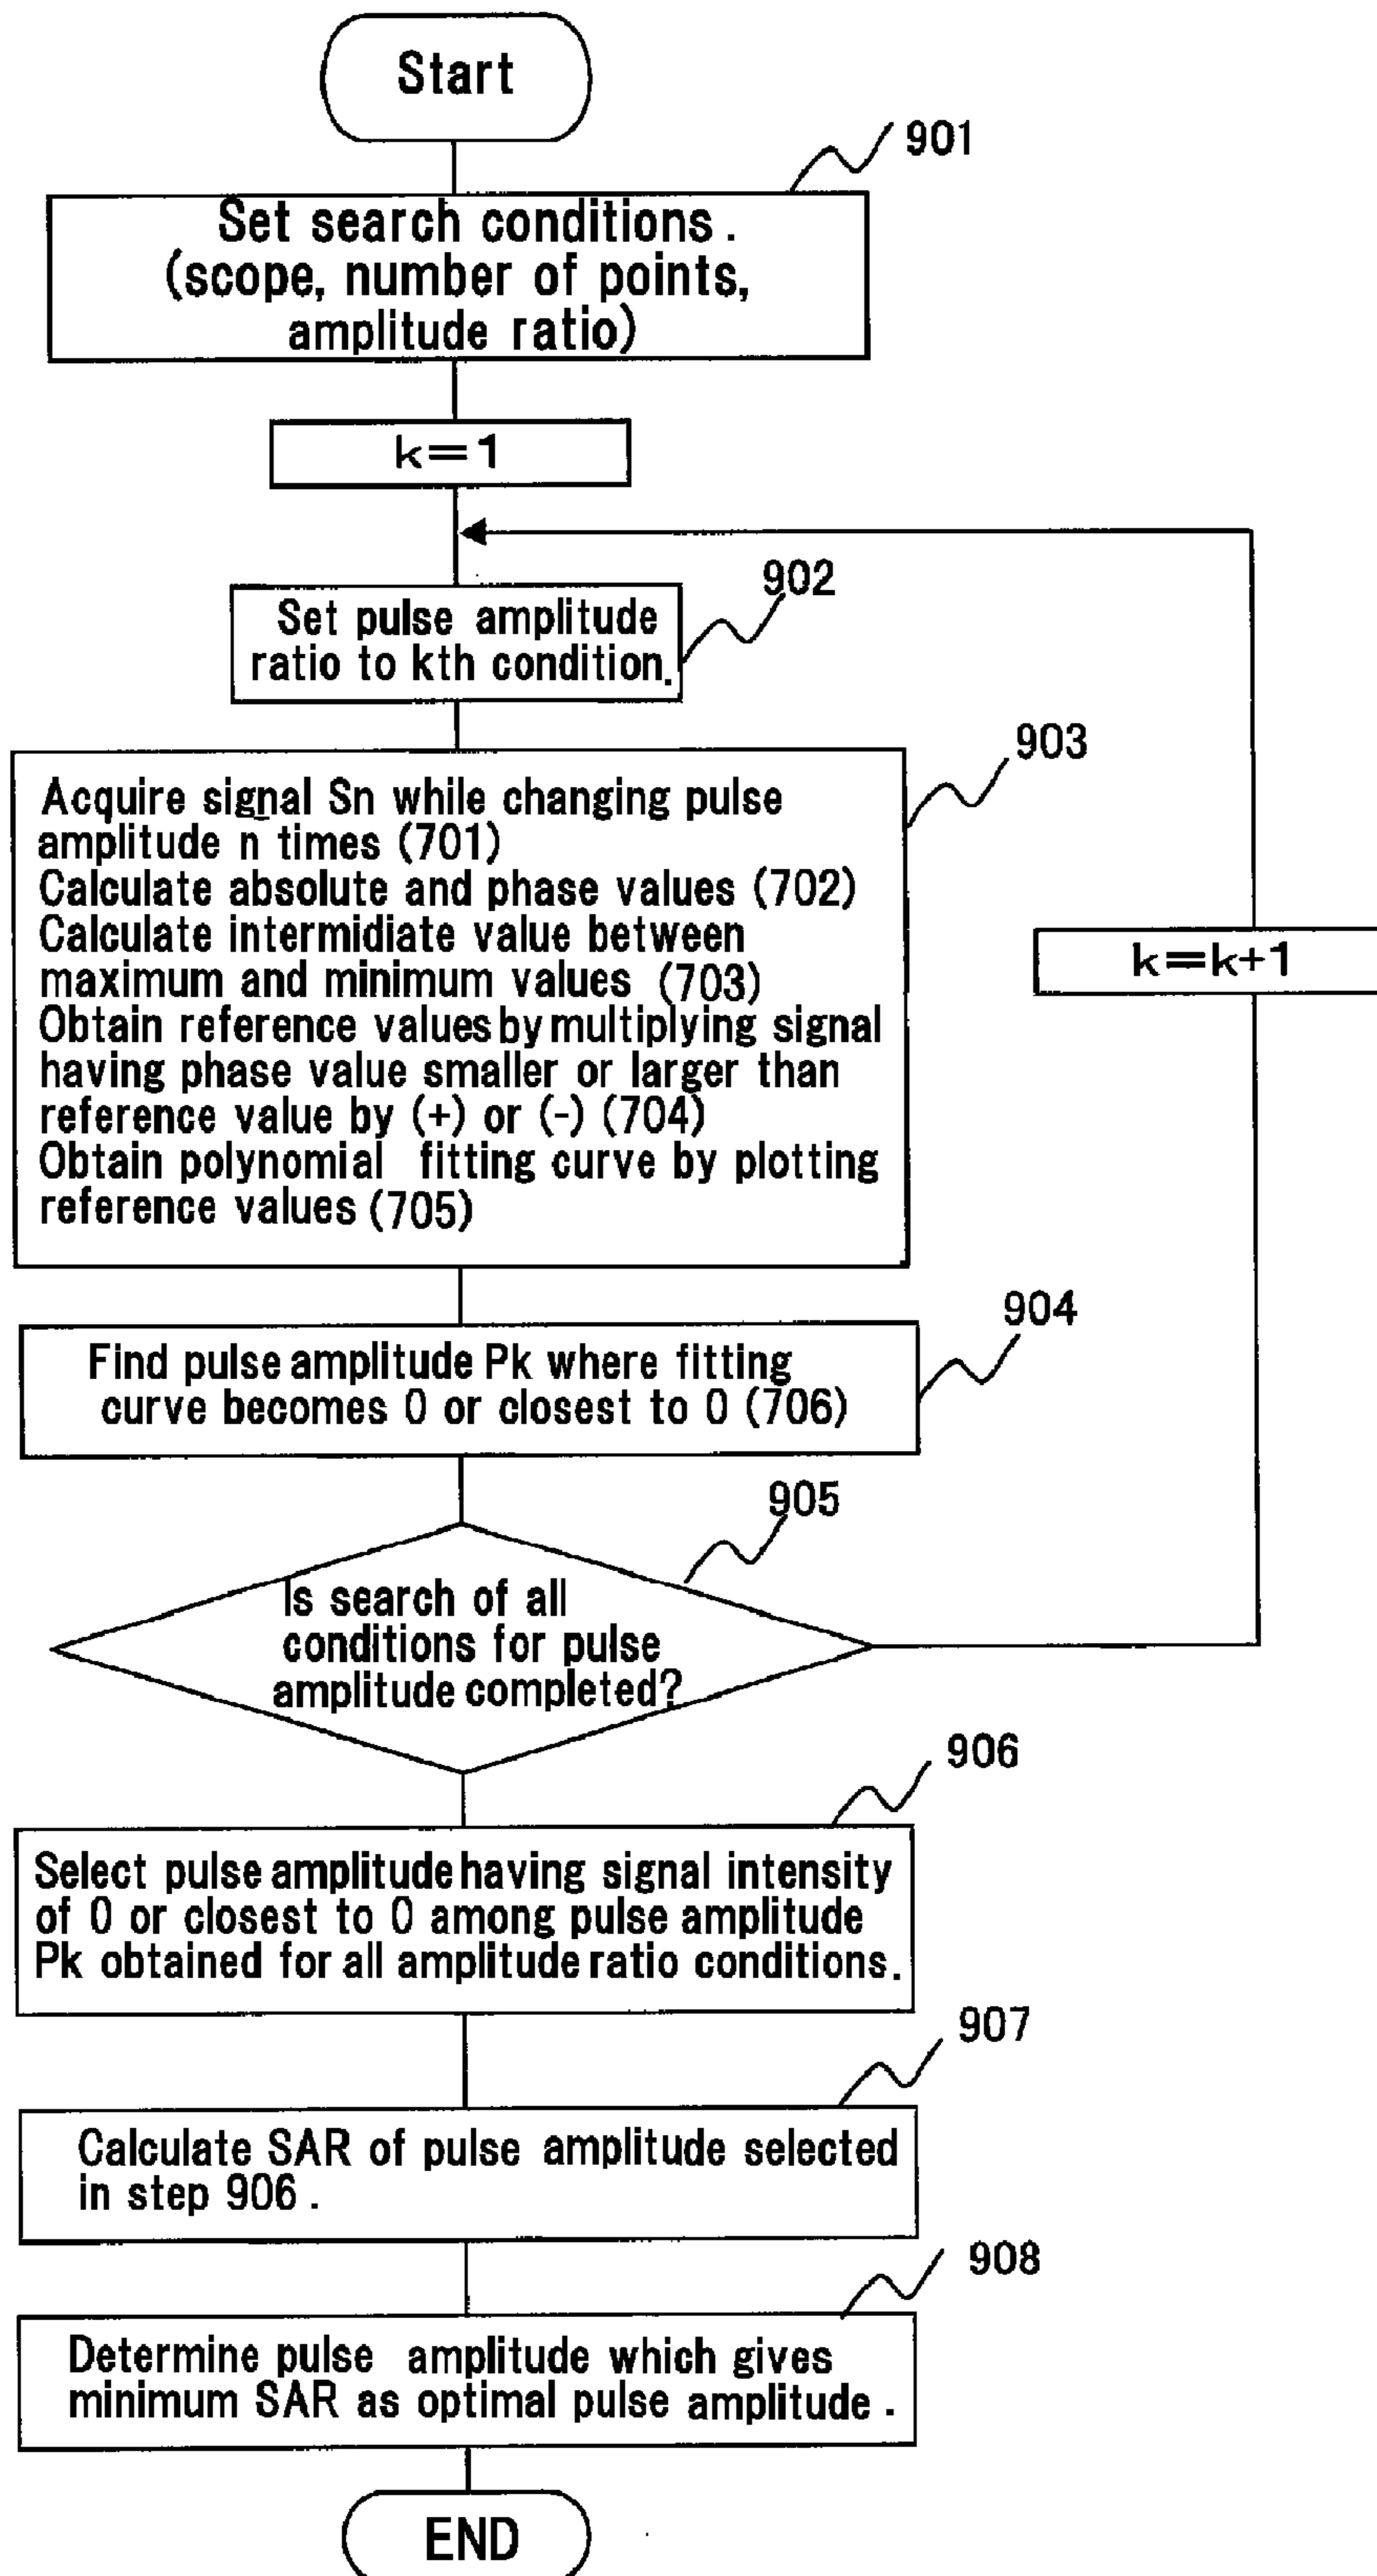 Start
901
Set search conditions.
(scope, number of points,
amplitude ratio)
k=1
902
Set pulse amplitude
ratio to kth condition.
903
Acquire signal Sn while changing pulse
amplitude n times (701)
Calculate absolute and phase values (702)
Calculate intermidiate value between
maximum and minimum values (703)
Obtain reference values by multiplying signal
having phase value smaller or larger than
reference value by (+) or (-) (704)
Obtain polynomial fitting curve by plotting
reference values (705)
k=k+1
904
Find pulse amplitude Pk where fitting
curve becomes 0 or closest to 0 (706)
905
Is search of all
conditions for pulse
amplitude completed?
906
Select pulse amplitude having signal intensity
of 0 or closest to 0 among pulse amplitude
Pk obtained for all amplitude ratio conditions.
907
Calculate SAR of pulse amplitude selected
in step 906.
908
Determine pulse amplitude which gives
minimum SAR as optimal pulse amplitude.
END